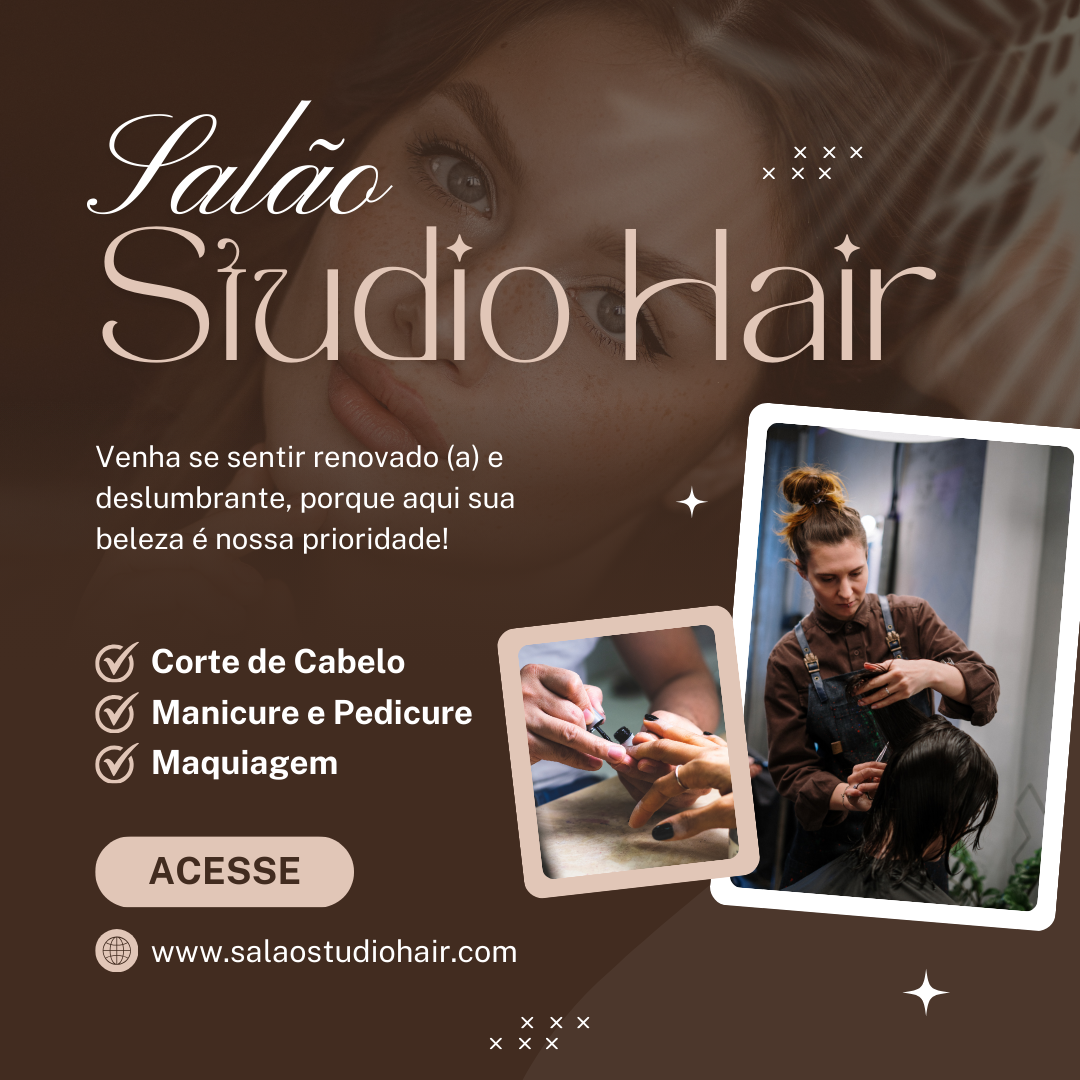 Salão
Studio Hair
Venha se sentir renovado (a) e
deslumbrante, porque aqui sua
beleza é nossa prioridade!
Corte de Cabelo
Manicure e Pedicure
Maquiagem
ACESSE
www.salaostudiohair.com